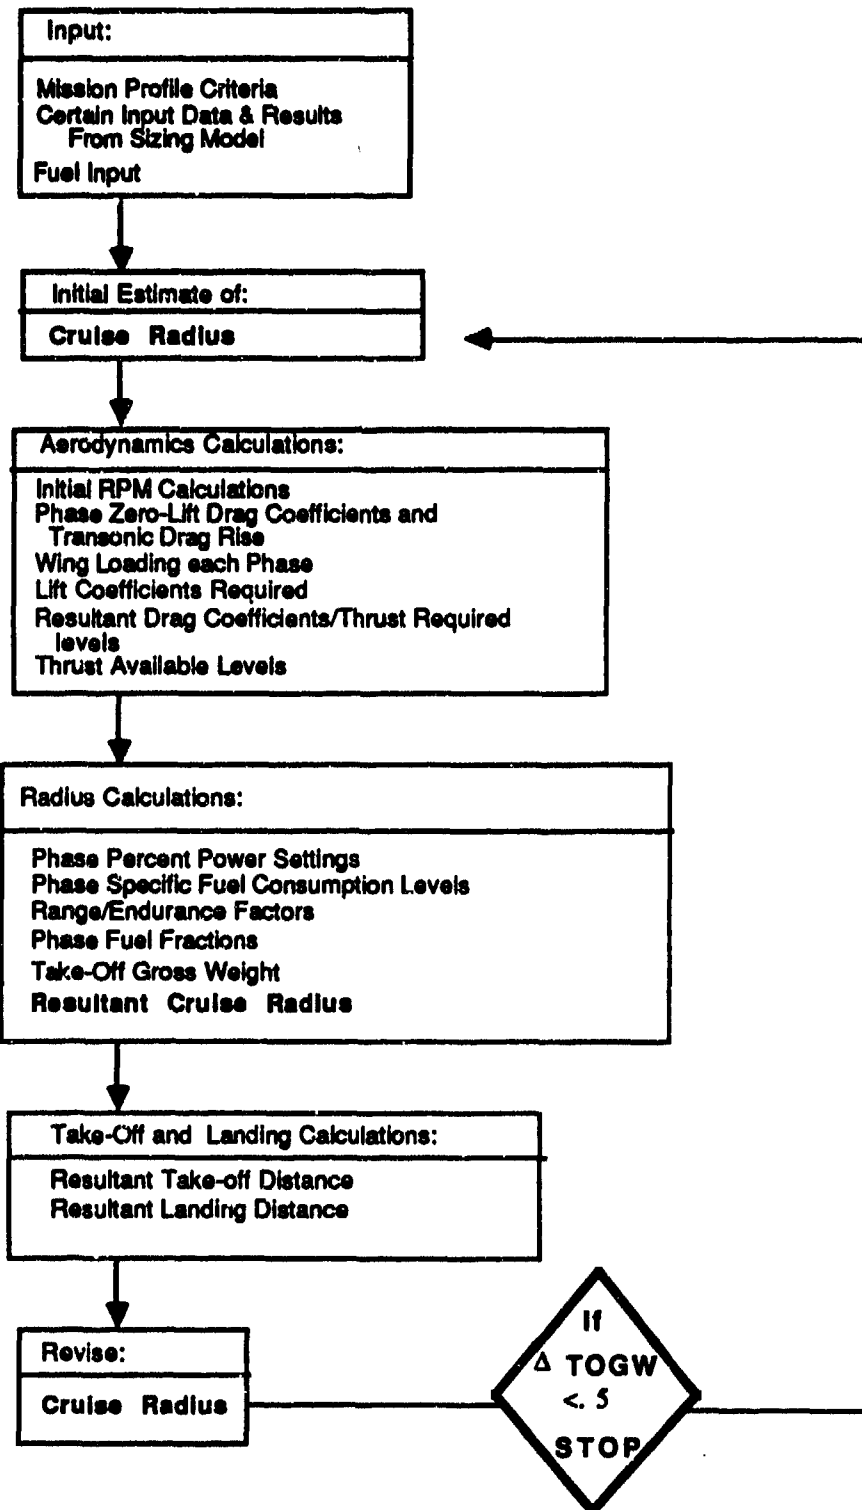 Input:
Mission Profile Criteria
Certain Input Data & Results
From Sizing Model
Fuel Input
Initial Estimate of:
Cruise Radius
Aerodynamics Calculations:
Initial RPM Calculations
Phase Zero-Lift Drag Coefficients and
Transonic Drag Rise
Wing Loading each Phase
Lift Coefficients Required
Resultant Drag Coefficients/Thrust Required
levels
Thrust Available Levels
Radius Calculations:
Phase Percent Power Settings
Phase Specific Fuel Consumption Levels
Range/Endurance Factors
Phase Fuel Fractions
Take-Off Gross Weight
Resultant Cruise Radius
Take-Off and Landing Calculations:
Resultant Take-off Distance
Resultant Landing Distance
Revise:
Cruise Radius
If
Δ TOGW
<. 5
STOP